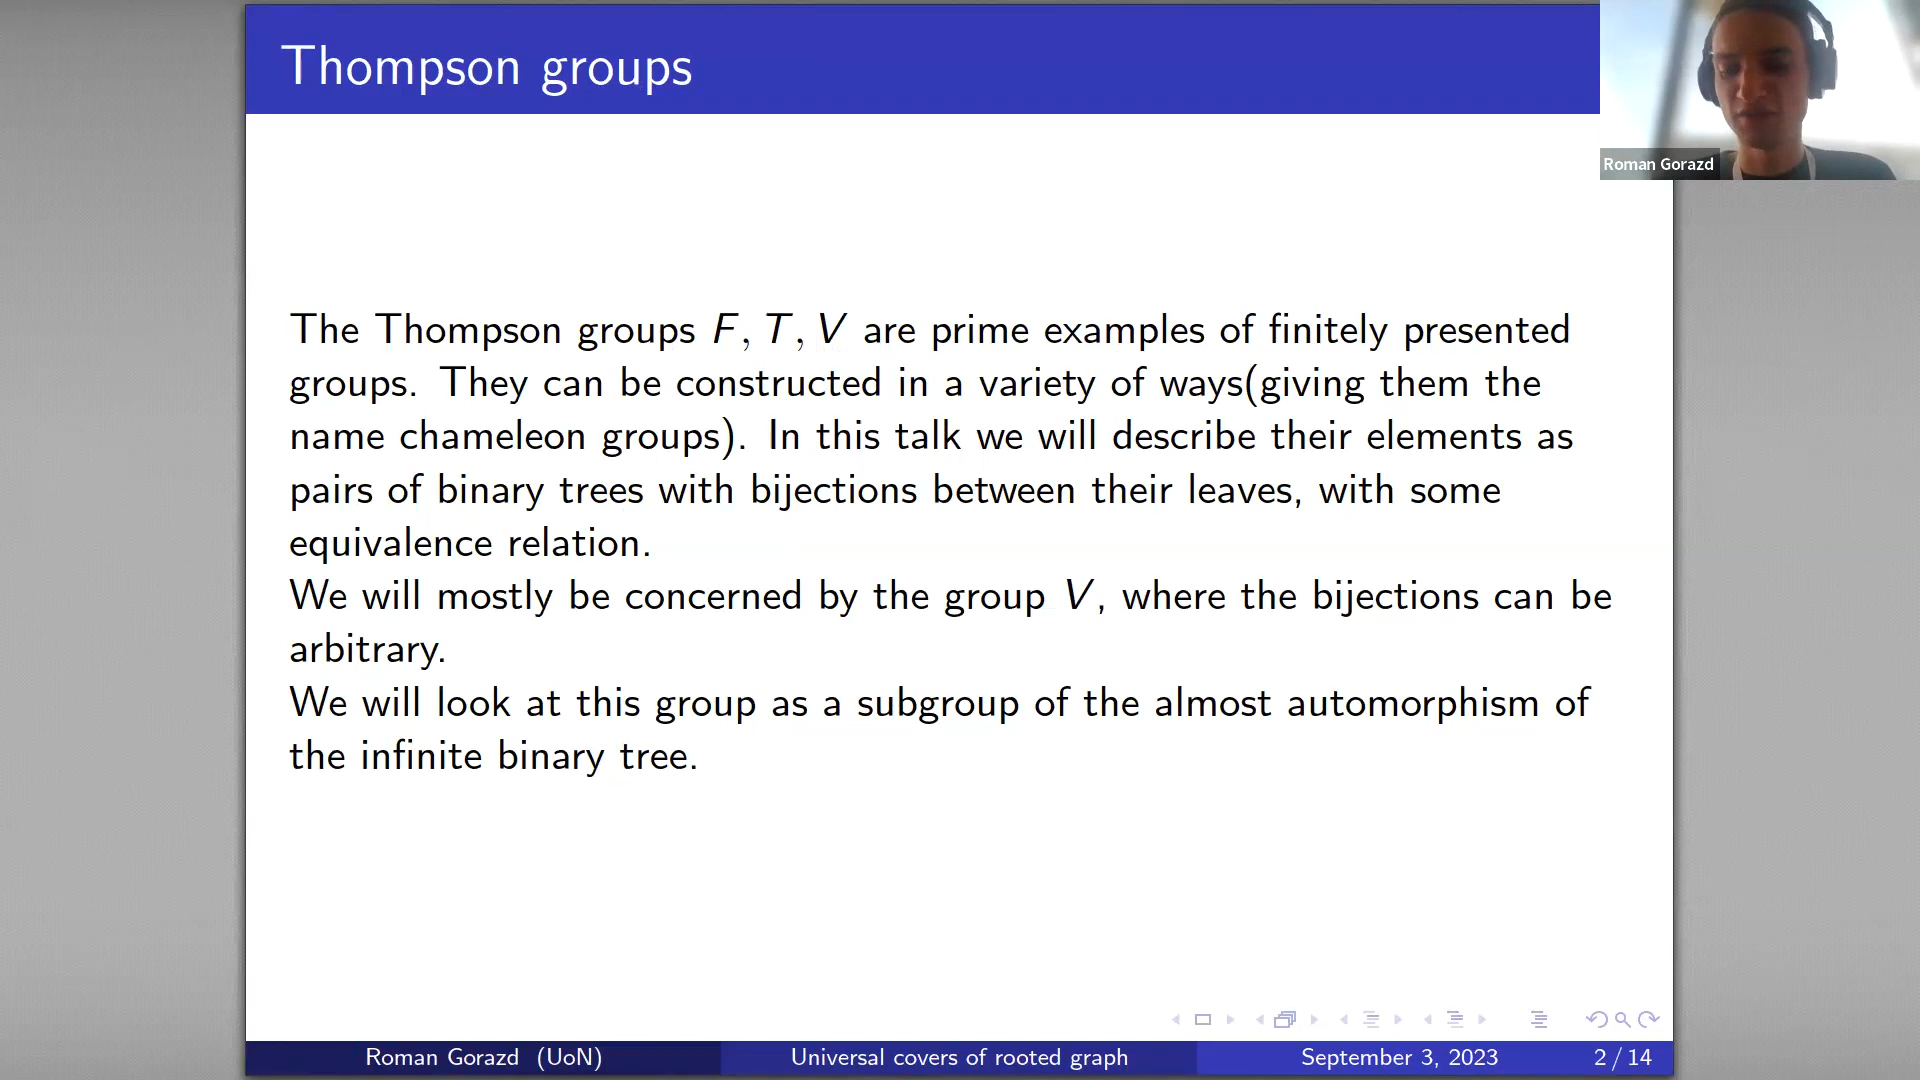 Thompson groups
Roman Gorazd
The Thompson groups F, T, V are prime examples of finitely presented
groups. They can be constructed in a variety of ways(giving them the
name chameleon groups). In this talk we will describe their elements as
pairs of binary trees with bijections between their leaves, with some
equivalence relation.
We will mostly be concerned by the group V, where the bijections can be
arbitrary.
We will look at this group as a subgroup of the almost automorphism of
the infinite binary tree.
Roman Gorazd (UoN)
Universal covers of rooted graph
September 3, 2023
2 / 14